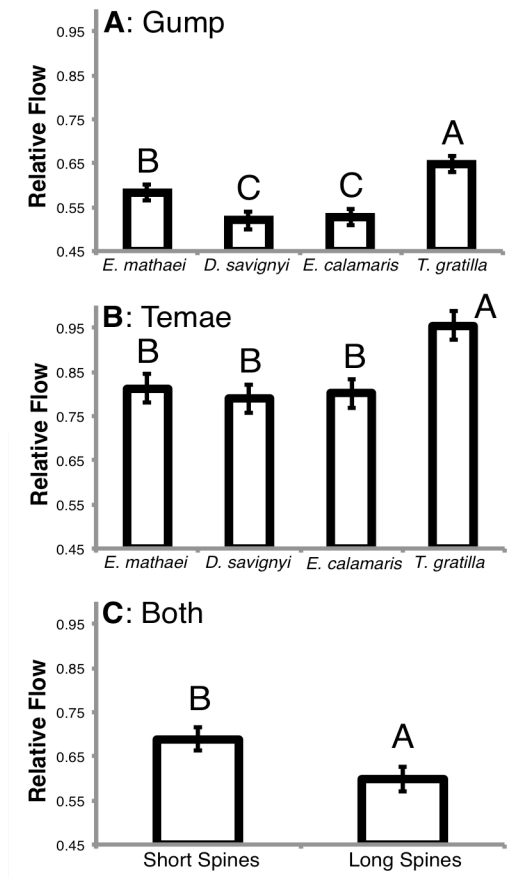 A: Gump
Relative Flow
0.95
0.85
0.75
0.65
0.55
0.45
B
C
C
A
E. mathaei D. savignyi E. calamaris T. gratilla
B: Temae
Relative Flow
0.95
0.85
0.75
0.65
0.55
0.45
B
B
B
A
E. mathaei D. savignyi E. calamaris T. gratilla
C: Both
Relative Flow
0.95
0.85
0.75
0.65
0.55
0.45
B
A
Short Spines Long Spines